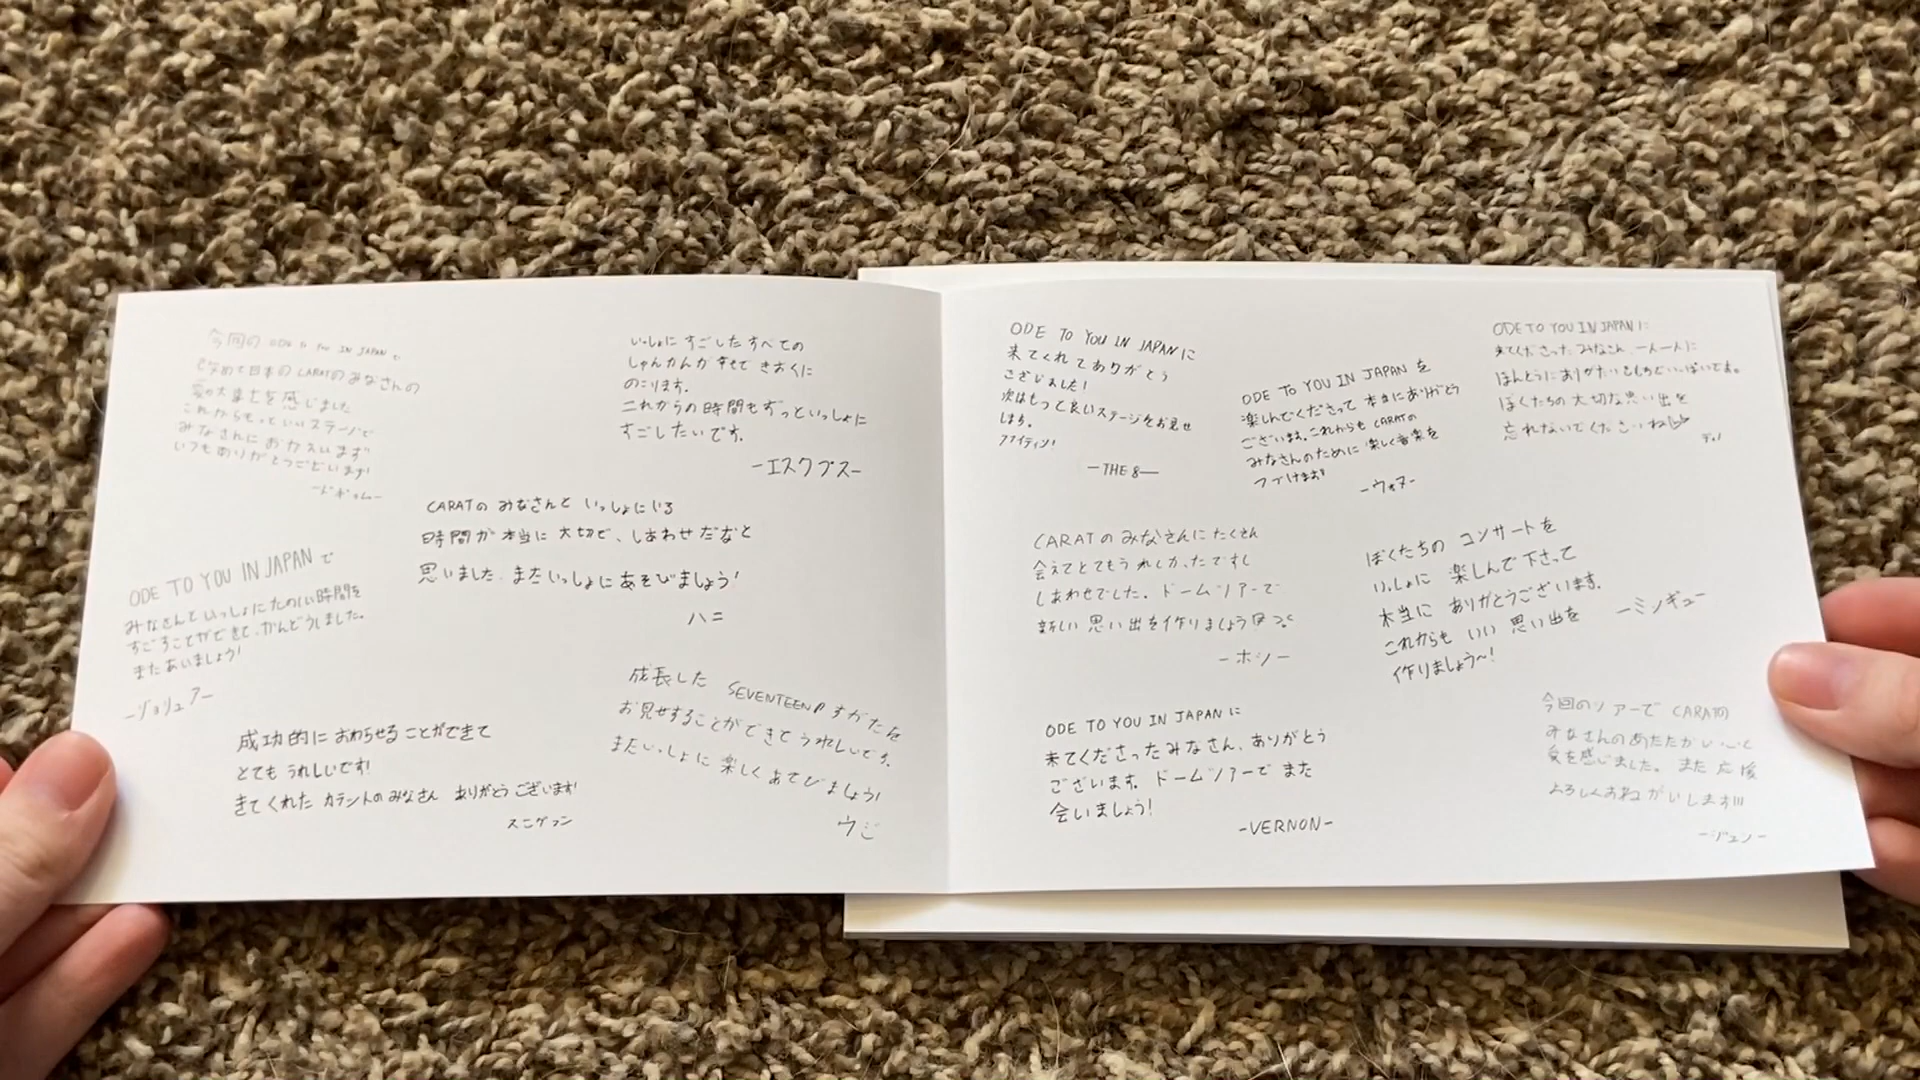 今回の ODE TO YOU IN JAPAN で
改めて日本の CARATのみなさんの
愛の大事さを感じました
これからもっといいステージで
みなさんに
いつもありがとうございます!
いっしょに すごした すべての
しゅんかんが 幸せで きおくに
のこります。
これからの時間もずっといっしょに
すごしたいです。
-エスクプス-
CARATの みなさんと いっしょにいる
時間が 本当に 大切で、しあわせだなと
思いました。またいっしょにあそびましょう!
ハニ
ODE TO YOU IN JAPAN で
みなさんといっしょにたのしい時間を
すごすことができて、かんどうしました。
またあいましょう!
-ジョシュア-
成長した SEVENTEENの すがたを
お見せすることができて うれしいです。
またいっしょに 楽しく あそびましょう!
ウジ
成功的に おわらせることができて
とても うれしいです!
きてくれた カラットのみなさん ありがとうございます!
スングァン
ODE TO YOU IN JAPANに
来てくれてありがとう
ございました!
次はもっと良いステージをお見せ
します。
ファイティン!
-THE 8-
ODE TO YOU IN JAPAN を
楽しんでくださって 本当にありがとう
ございます。これからも CARATの
みなさんのために 楽しく音楽を
つづけます!
-ウォヌ-
ODE TO YOU IN JAPANに
来てくださった みなさん、一人一人に
ほんとうにありがたいきもちでいっぱいです。
ぼくたちの 大切な思い出を
忘れないでくださいね
ディノ
CARATの みなさんに たくさん
会えてとてもうれしかったですし
しあわせでした。ドームツアーで
新しい 思い出を作りましょう
-ホシ-
ぼくたちの コンサートを
いっしょに 楽しんで下さって
本当に ありがとうございます。
これからも いい 思い出を
作りましょう~!
-ミンギュ-
ODE TO YOU IN JAPAN に
来てくださったみなさん、ありがとう
ございます。ドームツアーで また
会いましょう!
-VERNON-
今回のツアーで CARATの
みなさんのあたたかい心と
愛を感じました。また 応援
よろしくおねがいします!!!
-ジュン-